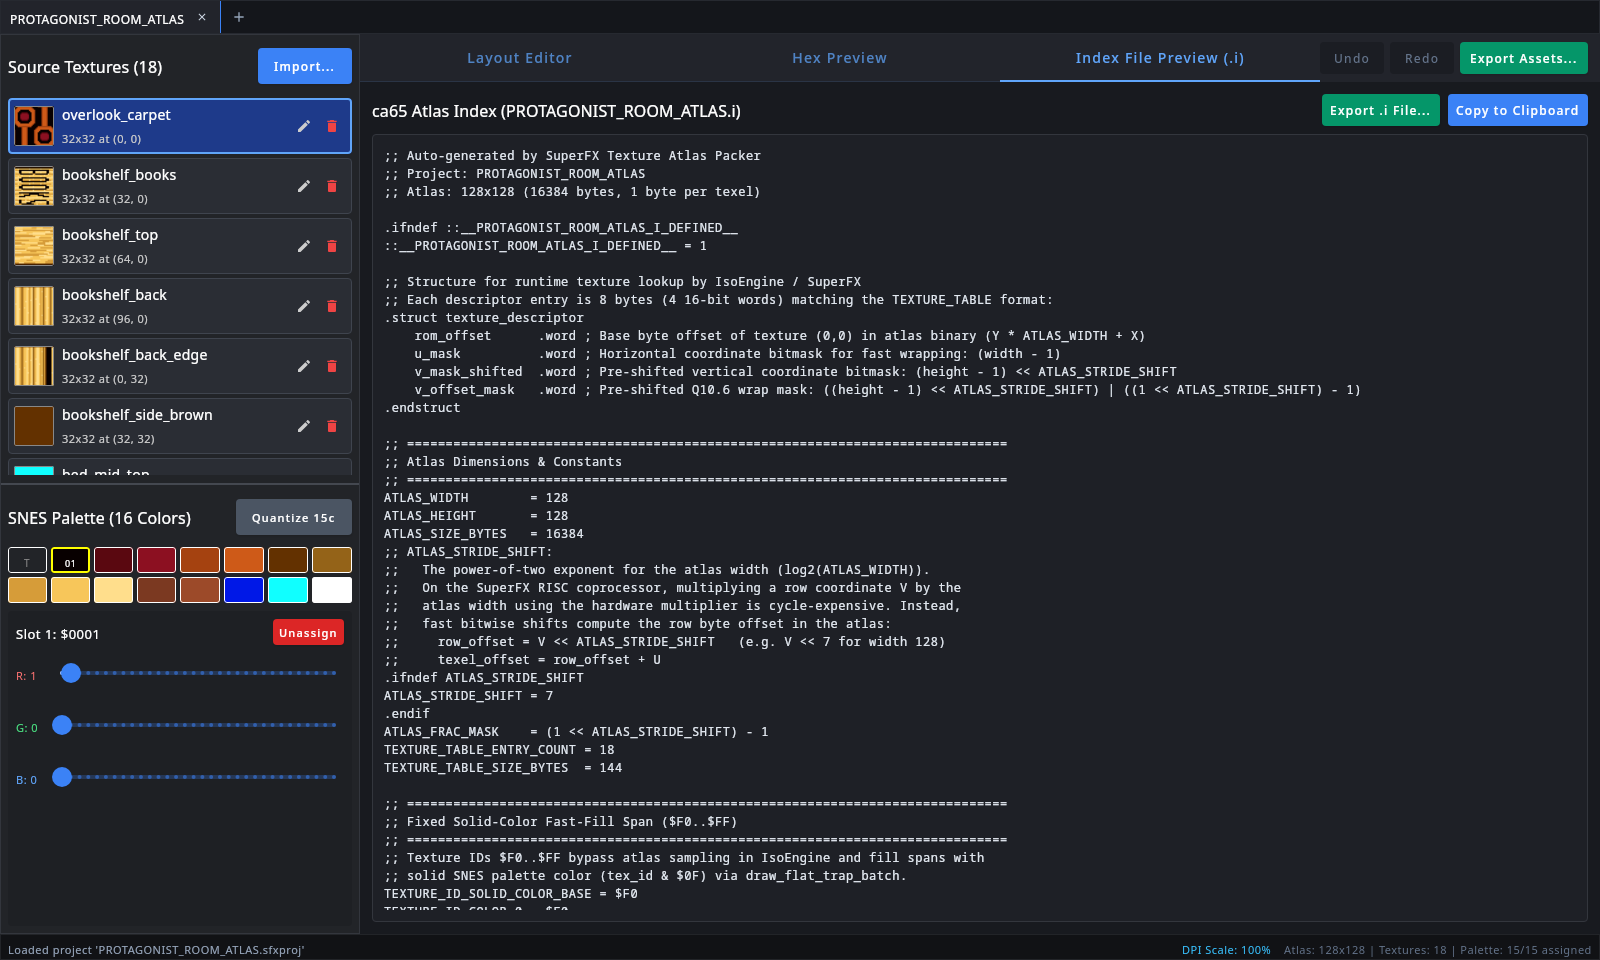 PROTAGONIST_ROOM_ATLAS × +
Source Textures (18)
Import...
overlook_carpet
32x32 at (0, 0)
bookshelf_books
32x32 at (32, 0)
bookshelf_top
32x32 at (64, 0)
bookshelf_back
32x32 at (96, 0)
bookshelf_back_edge
32x32 at (0, 32)
bookshelf_side_brown
32x32 at (32, 32)
bed_mid_top
SNES Palette (16 Colors)
Quantize 15c
T
01
Slot 1: $0001
Unassign
R: 1
G: 0
B: 0
Layout Editor
Hex Preview
Index File Preview (.i)
Undo
Redo
Export Assets...
ca65 Atlas Index (PROTAGONIST_ROOM_ATLAS.i)
Export .i File...
Copy to Clipboard
;; Auto-generated by SuperFX Texture Atlas Packer
;; Project: PROTAGONIST_ROOM_ATLAS
;; Atlas: 128x128 (16384 bytes, 1 byte per texel)
.ifndef ::__PROTAGONIST_ROOM_ATLAS_I_DEFINED__
::__PROTAGONIST_ROOM_ATLAS_I_DEFINED__ = 1
;; Structure for runtime texture lookup by IsoEngine / SuperFX
;; Each descriptor entry is 8 bytes (4 16-bit words) matching the TEXTURE_TABLE format:
.struct texture_descriptor
    rom_offset      .word ; Base byte offset of texture (0,0) in atlas binary (Y * ATLAS_WIDTH + X)
    u_mask          .word ; Horizontal coordinate bitmask for fast wrapping: (width - 1)
    v_mask_shifted  .word ; Pre-shifted vertical coordinate bitmask: (height - 1) << ATLAS_STRIDE_SHIFT
    v_offset_mask   .word ; Pre-shifted Q10.6 wrap mask: ((height - 1) << ATLAS_STRIDE_SHIFT) | ((1 << ATLAS_STRIDE_SHIFT) - 1)
.endstruct
;; ==============================================================================
;; Atlas Dimensions & Constants
;; ==============================================================================
ATLAS_WIDTH        = 128
ATLAS_HEIGHT       = 128
ATLAS_SIZE_BYTES   = 16384
;; ATLAS_STRIDE_SHIFT:
;;   The power-of-two exponent for the atlas width (log2(ATLAS_WIDTH)).
;;   On the SuperFX RISC coprocessor, multiplying a row coordinate V by the
;;   atlas width using the hardware multiplier is cycle-expensive. Instead,
;;   fast bitwise shifts compute the row byte offset in the atlas:
;;     row_offset = V << ATLAS_STRIDE_SHIFT   (e.g. V << 7 for width 128)
;;     texel_offset = row_offset + U
.ifndef ATLAS_STRIDE_SHIFT
ATLAS_STRIDE_SHIFT = 7
.endif
ATLAS_FRAC_MASK    = (1 << ATLAS_STRIDE_SHIFT) - 1
TEXTURE_TABLE_ENTRY_COUNT = 18
TEXTURE_TABLE_SIZE_BYTES  = 144
;; ==============================================================================
;; Fixed Solid-Color Fast-Fill Span ($F0..$FF)
;; ==============================================================================
;; Texture IDs $F0..$FF bypass atlas sampling in IsoEngine and fill spans with
;; solid SNES palette color (tex_id & $0F) via draw_flat_trap_batch.
TEXTURE_ID_SOLID_COLOR_BASE = $F0
Loaded project 'PROTAGONIST_ROOM_ATLAS.sfxproj'
DPI Scale: 100%
Atlas: 128x128 | Textures: 18 | Palette: 15/15 assigned